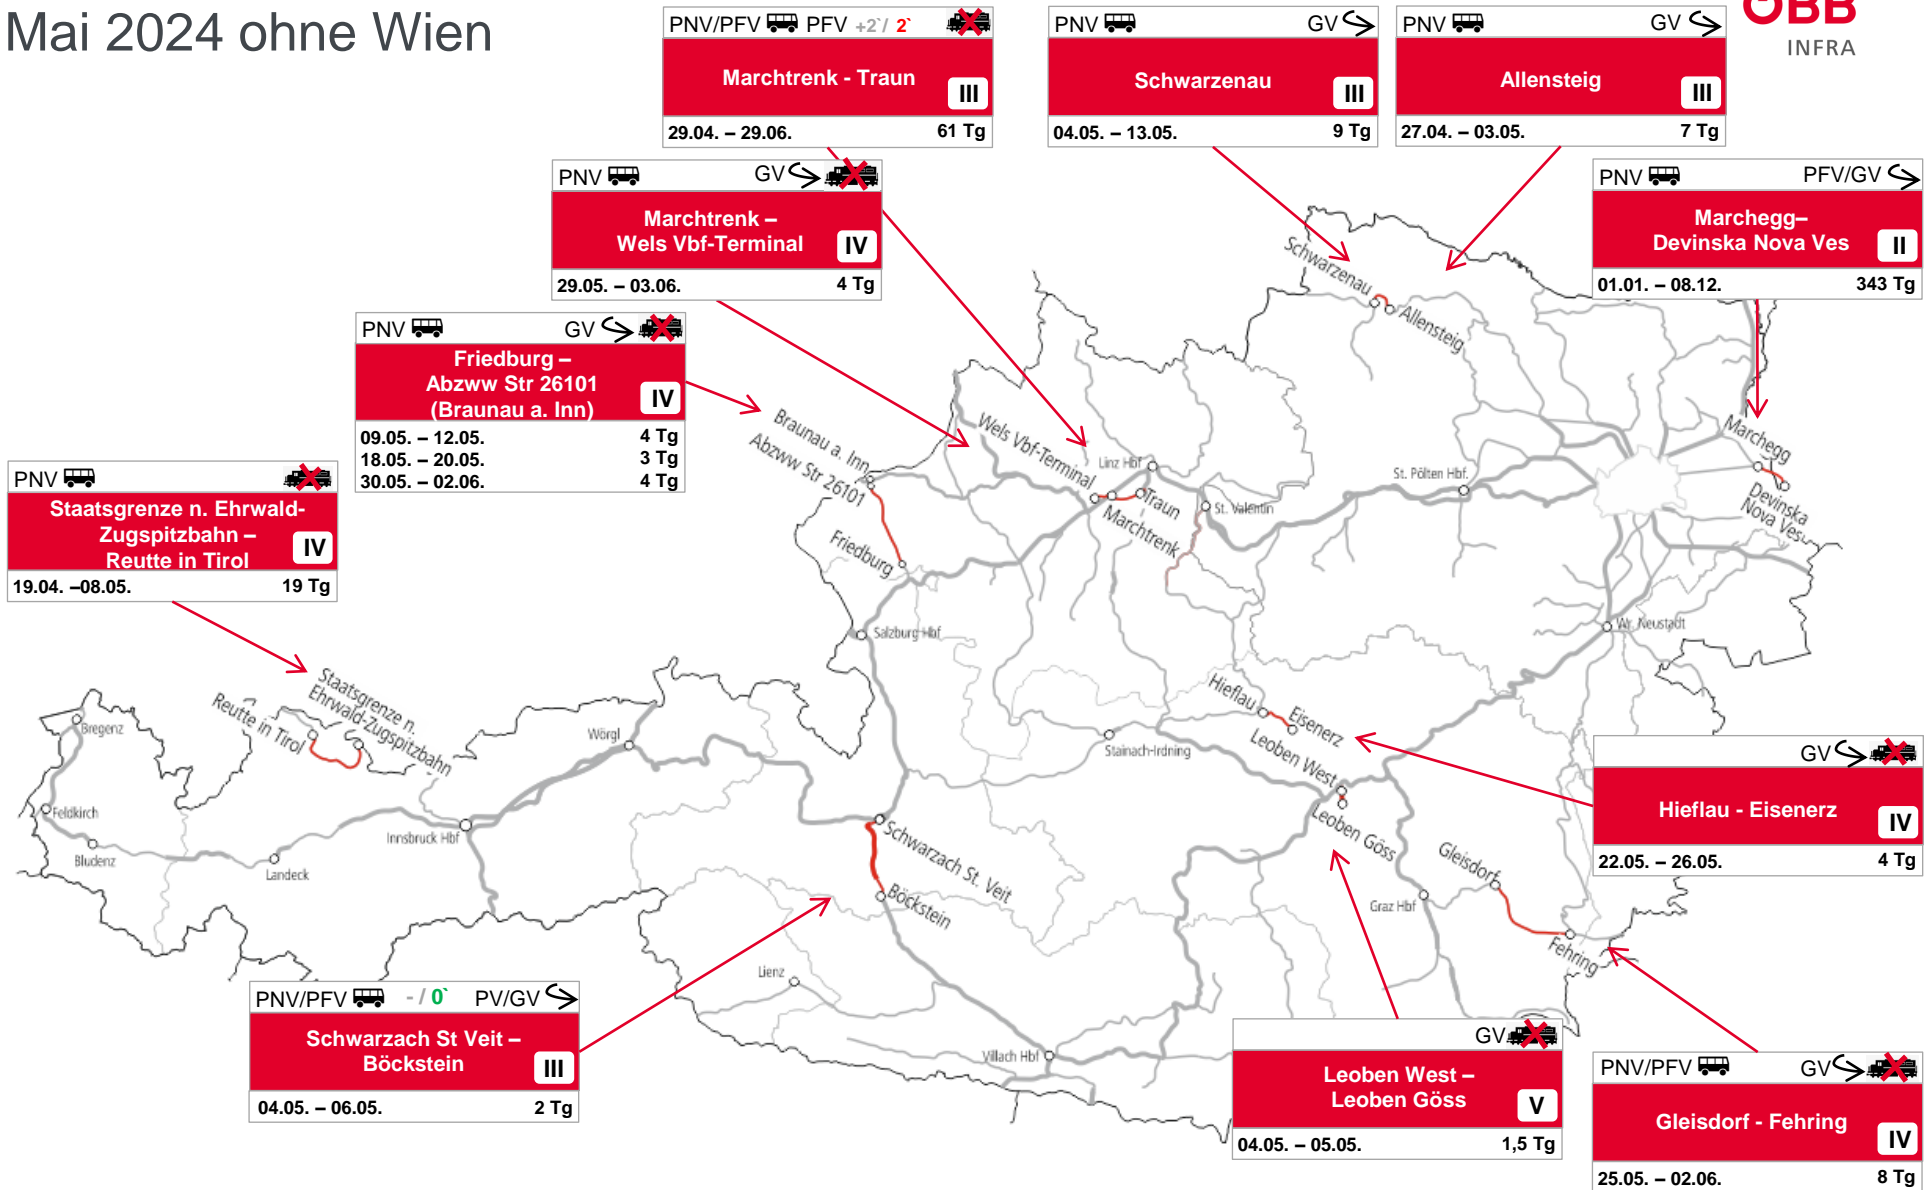 Mai 2024 ohne Wien
ÖBB
INFRA
PNV/PFV PFV +2`/ 2`
Marchtrenk - Traun
III
29.04. – 29.06. 61 Tg
PNV GV
Schwarzenau
III
04.05. – 13.05. 9 Tg
PNV GV
Allensteig
III
27.04. – 03.05. 7 Tg
PNV GV
Marchtrenk –
Wels Vbf-Terminal
IV
29.05. – 03.06. 4 Tg
PNV PFV/GV
Marchegg–
Devinska Nova Ves
II
01.01. – 08.12. 343 Tg
PNV GV
Friedburg –
Abzww Str 26101
(Braunau a. Inn)
IV
09.05. – 12.05. 4 Tg
18.05. – 20.05. 3 Tg
30.05. – 02.06. 4 Tg
PNV
Staatsgrenze n. Ehrwald-
Zugspitzbahn –
Reutte in Tirol
IV
19.04. –08.05. 19 Tg
Schwarzenau
Allensteig
Braunau a. Inn
Abzww Str 26101
Friedburg
Wels Vbf-Terminal
Linz Hbf
Traun
Marchtrenk
St. Valentin
St. Pölten Hbf.
Marchegg
Devinska
Nova Ves
Salzburg Hbf
Wr. Neustadt
Staatsgrenze n.
Ehrwald-Zugspitzbahn
Reutte in Tirol
Bregenz
Feldkirch
Bludenz
Landeck
Innsbruck Hbf
Wörgl
Stainach-Irdning
Hieflau
Eisenerz
Leoben West
Leoben Göss
Schwarzach St. Veit
Böckstein
Gleisdorf
Graz Hbf
Fehring
Lienz
Villach Hbf
GV
Hieflau - Eisenerz
IV
22.05. – 26.05. 4 Tg
PNV/PFV - / 0` PV/GV
Schwarzach St Veit –
Böckstein
III
04.05. – 06.05. 2 Tg
GV
Leoben West –
Leoben Göss
V
04.05. – 05.05. 1,5 Tg
PNV/PFV GV
Gleisdorf - Fehring
IV
25.05. – 02.06. 8 Tg